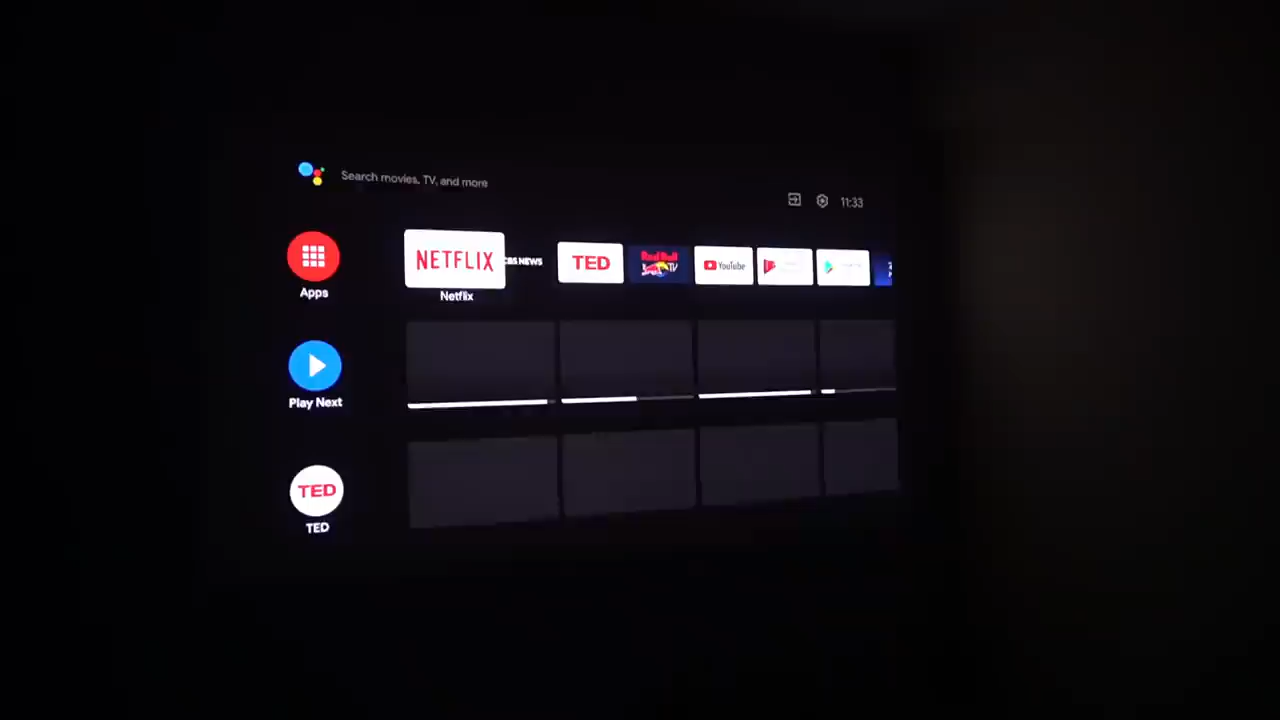 Search movies, TV, and more
11:33
NETFLIX
CBS NEWS
TED
Red Bull
TV
YouTube
Apps
Netflix
Play Next
TED
TED